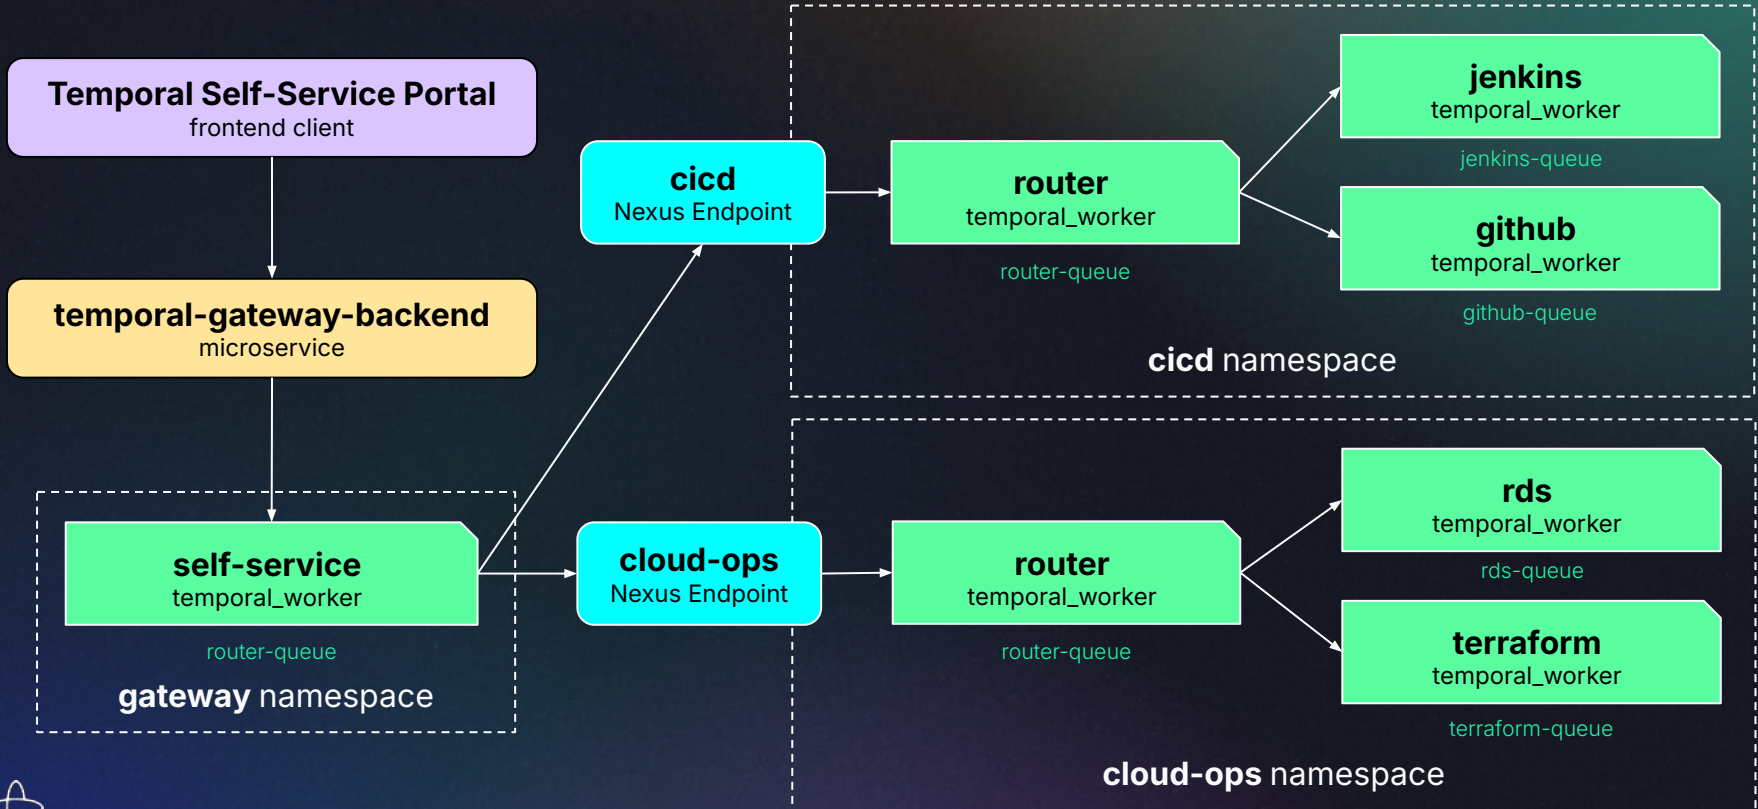 Temporal Self-Service Portal
frontend client
temporal-gateway-backend
microservice
self-service
temporal_worker
router-queue
gateway namespace
cicd
Nexus Endpoint
router
temporal_worker
router-queue
jenkins
temporal_worker
jenkins-queue
github
temporal_worker
github-queue
cicd namespace
cloud-ops
Nexus Endpoint
router
temporal_worker
router-queue
rds
temporal_worker
rds-queue
terraform
temporal_worker
terraform-queue
cloud-ops namespace